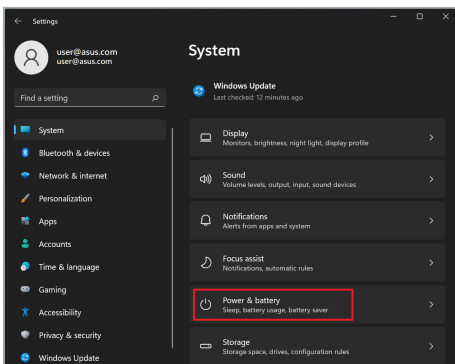 Settings
user@asus.com
user@asus.com
Find a setting
System
Bluetooth & devices
Network & internet
Personalization
Apps
Accounts
Time & language
Gaming
Accessibility
Privacy & security
Windows Update
System
Windows Update
Last checked: 12 minutes ago
Display
Monitors, brightness, night light, display profile
Sound
Volume levels, output, input, sound devices
Notifications
Alerts from apps and system
Focus assist
Notifications, automatic rules
Power & battery
Sleep, battery usage, battery saver
Storage
Storage space, drives, configuration rules